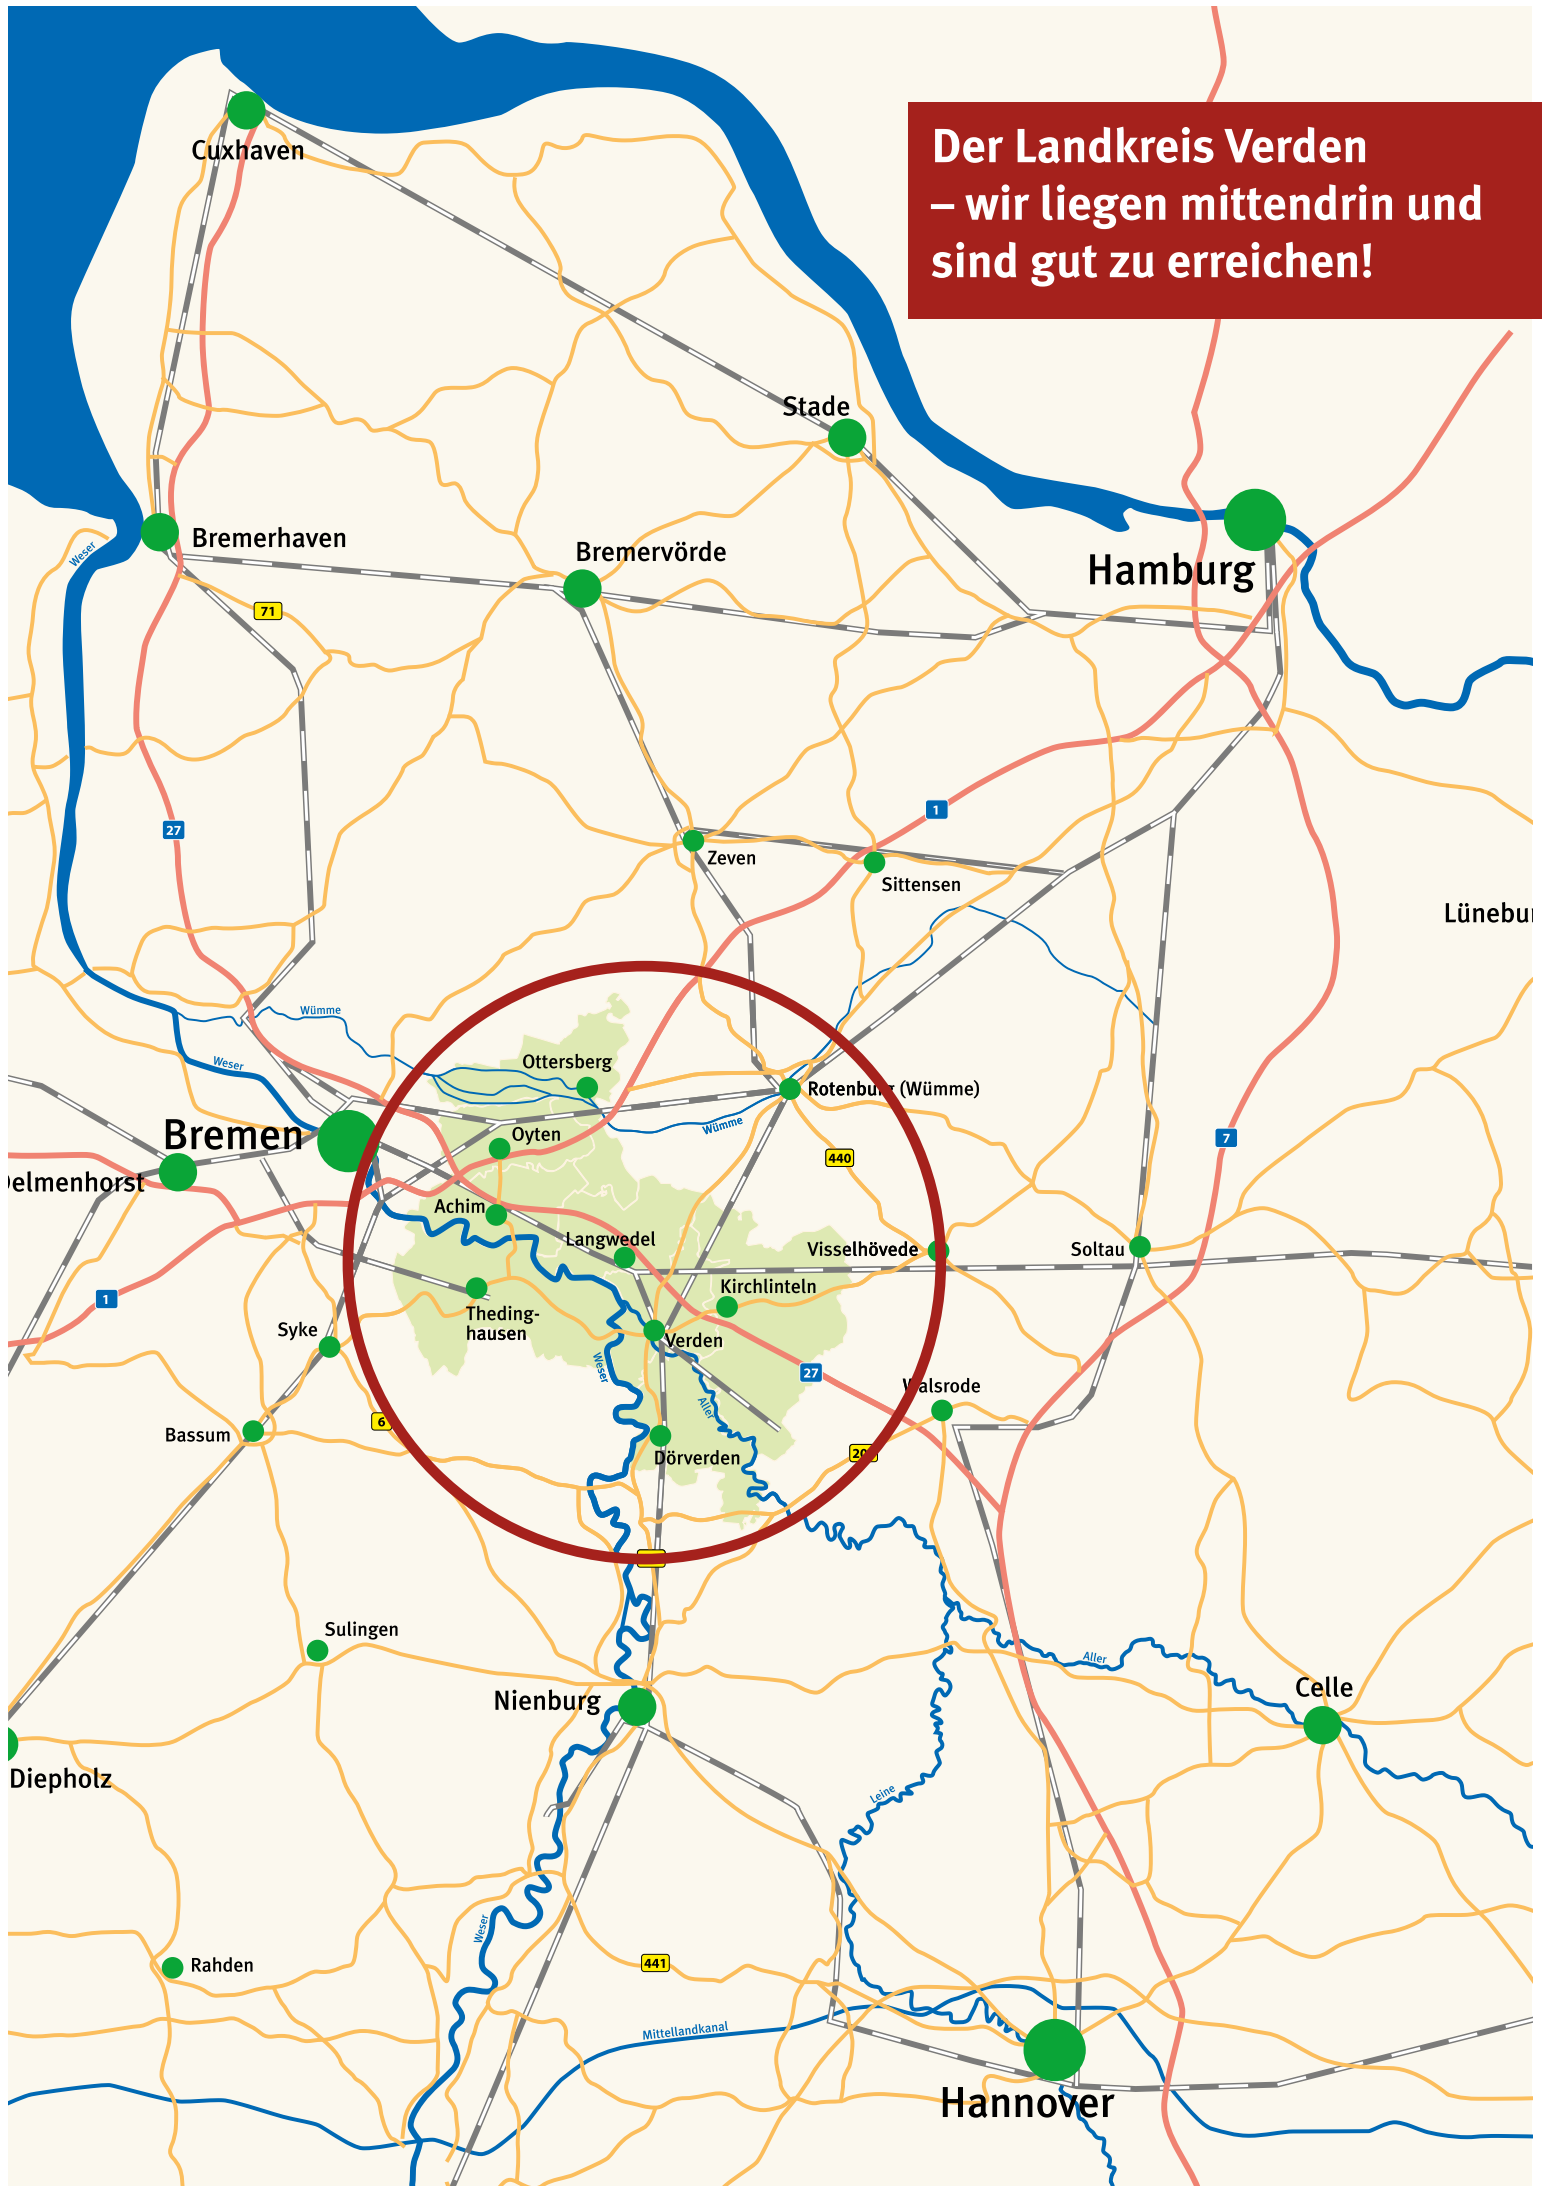 Der Landkreis Verden
– wir liegen mittendrin und
sind gut zu erreichen!
Cuxhaven
Stade
Bremerhaven
Weser
Bremervörde
Hamburg
71
27
1
Zeven
Sittensen
Wümme
Weser
Ottersberg
Rotenburg (Wümme)
Bremen
Oyten
Wümme
440
7
Achim
Langwedel
Visselhövede
Soltau
Kirchlinteln
1
Theding-
hausen
Syke
Verden
Weser
27
Walsrode
Aller
6
Bassum
Dörverden
Sulingen
Aller
Nienburg
Celle
Diepholz
Leine
Weser
441
Rahden
Mittellandkanal
Hannover